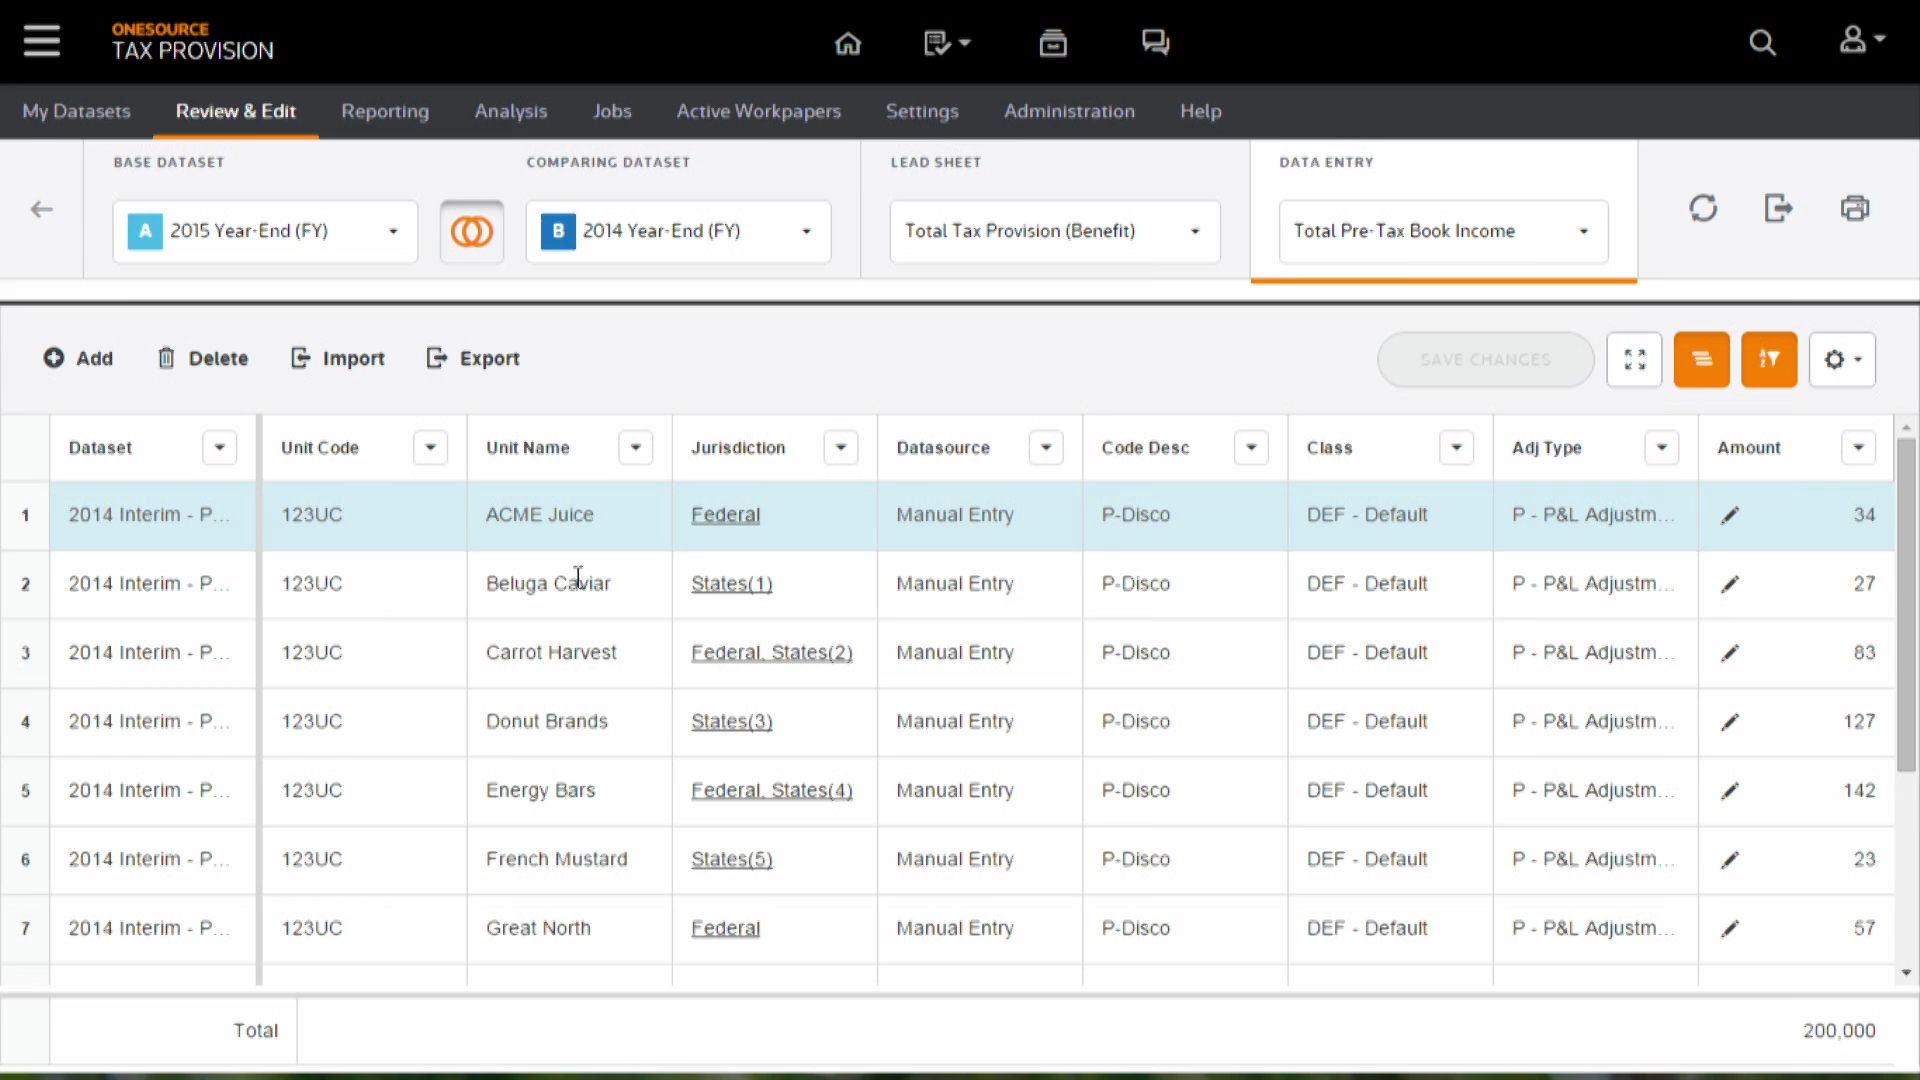 ONESOURCE
TAX PROVISION
My Datasets Review & Edit Reporting Analysis Jobs Active Workpapers Settings Administration Help
BASE DATASET COMPARING DATASET LEAD SHEET DATA ENTRY
A 2015 Year-End (FY) B 2014 Year-End (FY) Total Tax Provision (Benefit) Total Pre-Tax Book Income
Add Delete Import Export SAVE CHANGES
Dataset Unit Code Unit Name Jurisdiction Datasource Code Desc Class Adj Type Amount
1 2014 Interim - P... 123UC ACME Juice Federal Manual Entry P-Disco DEF - Default P - P&L Adjustm... 34
2 2014 Interim - P... 123UC Beluga Caviar States(1) Manual Entry P-Disco DEF - Default P - P&L Adjustm... 27
3 2014 Interim - P... 123UC Carrot Harvest Federal, States(2) Manual Entry P-Disco DEF - Default P - P&L Adjustm... 83
4 2014 Interim - P... 123UC Donut Brands States(3) Manual Entry P-Disco DEF - Default P - P&L Adjustm... 127
5 2014 Interim - P... 123UC Energy Bars Federal, States(4) Manual Entry P-Disco DEF - Default P - P&L Adjustm... 142
6 2014 Interim - P... 123UC French Mustard States(5) Manual Entry P-Disco DEF - Default P - P&L Adjustm... 23
7 2014 Interim - P... 123UC Great North Federal Manual Entry P-Disco DEF - Default P - P&L Adjustm... 57
Total 200,000